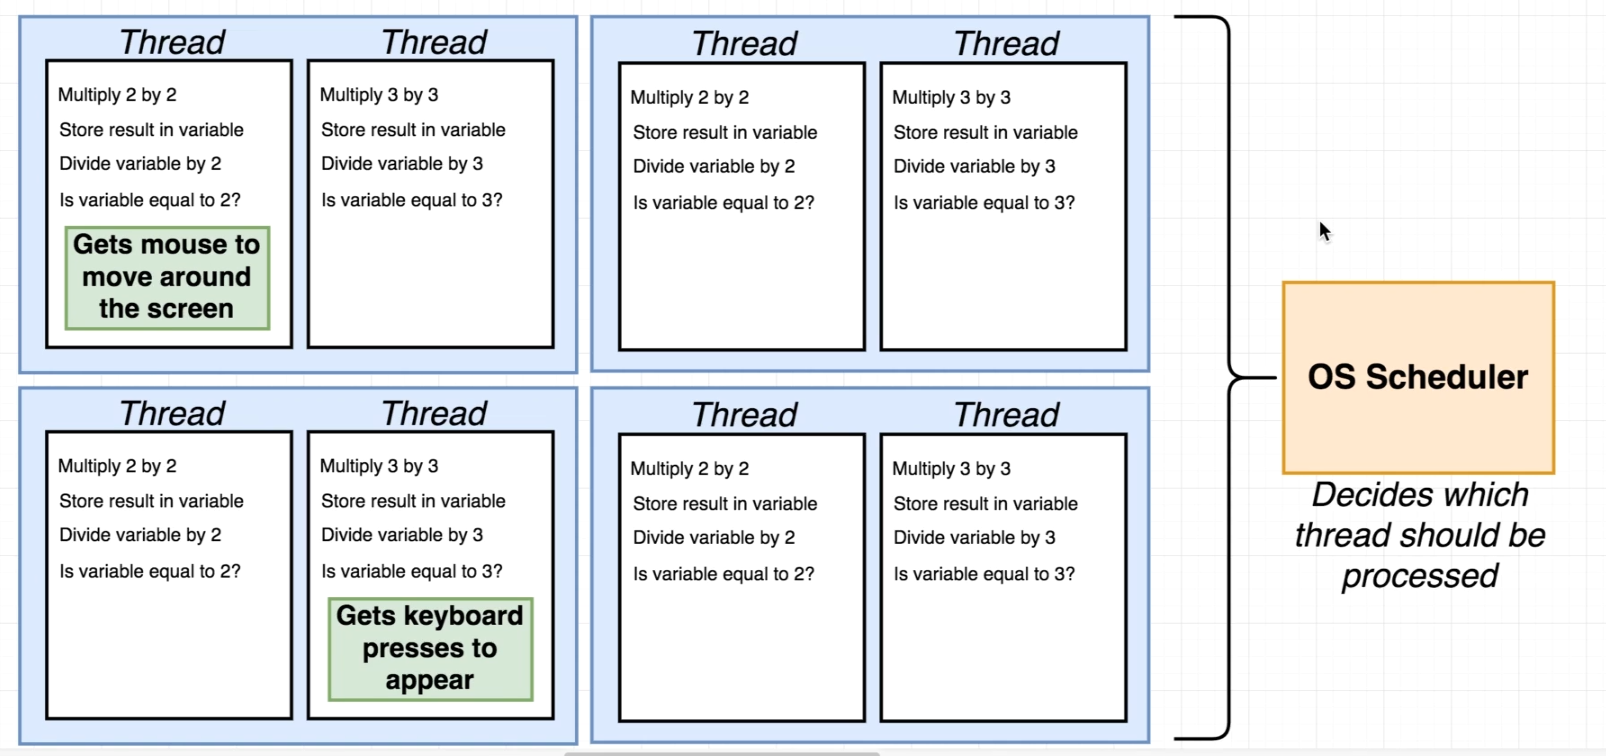 Thread
Multiply 2 by 2
Store result in variable
Divide variable by 2
Is variable equal to 2?
Gets mouse to
move around
the screen
Thread
Multiply 3 by 3
Store result in variable
Divide variable by 3
Is variable equal to 3?
Thread
Multiply 2 by 2
Store result in variable
Divide variable by 2
Is variable equal to 2?
Thread
Multiply 3 by 3
Store result in variable
Divide variable by 3
Is variable equal to 3?
Thread
Multiply 2 by 2
Store result in variable
Divide variable by 2
Is variable equal to 2?
Thread
Multiply 3 by 3
Store result in variable
Divide variable by 3
Is variable equal to 3?
Gets keyboard
presses to
appear
Thread
Multiply 2 by 2
Store result in variable
Divide variable by 2
Is variable equal to 2?
Thread
Multiply 3 by 3
Store result in variable
Divide variable by 3
Is variable equal to 3?
OS Scheduler
Decides which
thread should be
processed